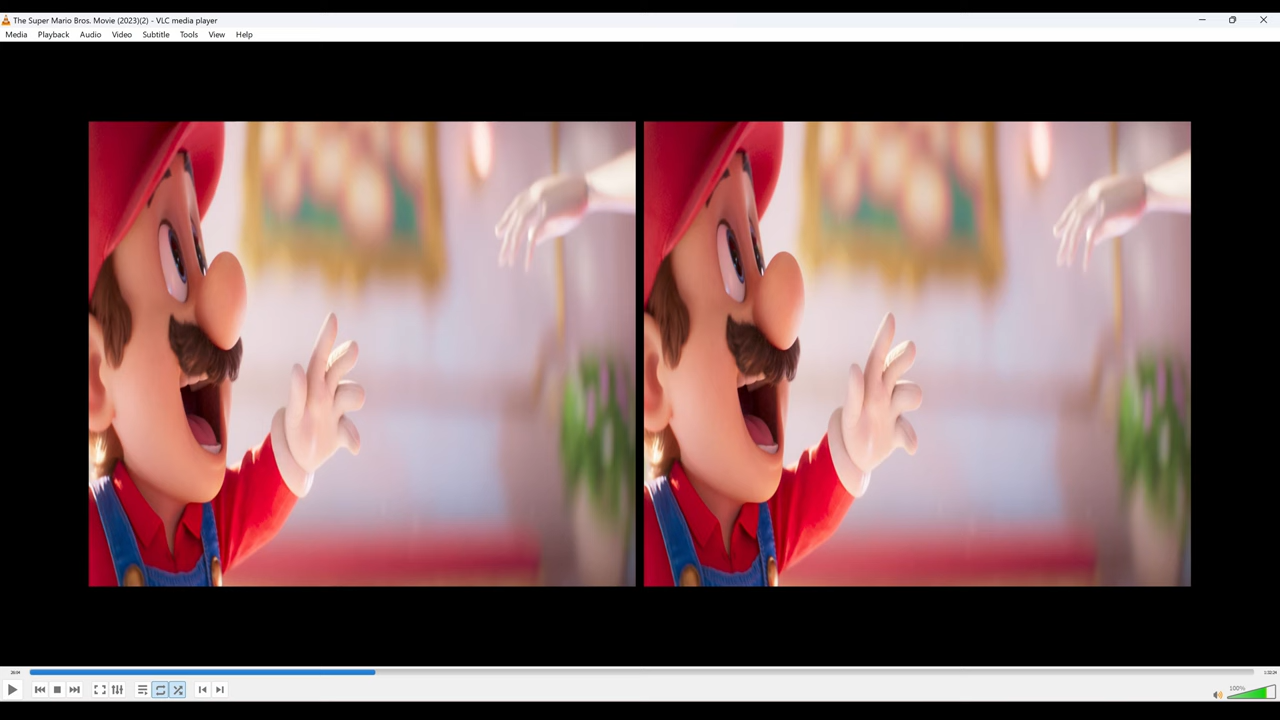 The Super Mario Bros. Movie (2023)(2) - VLC media player
Media Playback Audio Video Subtitle Tools View Help
100%